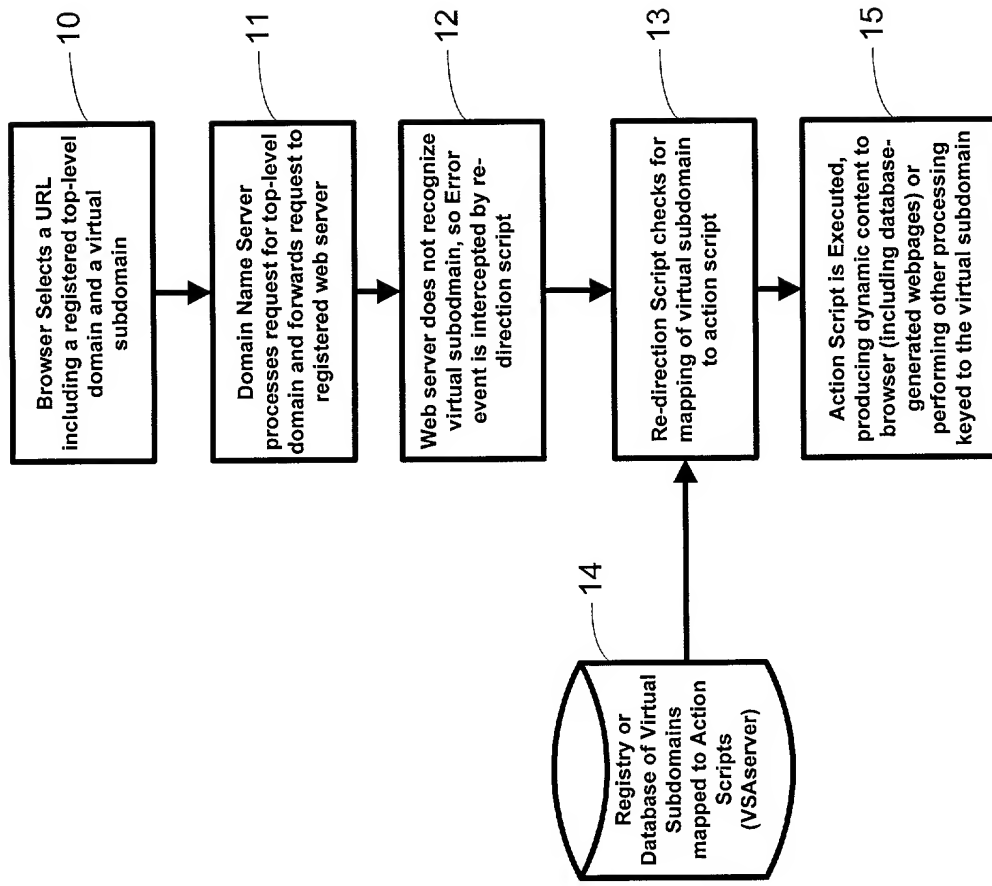 10
Browser Selects a URL
including a registered top-level
domain and a virtual
subdomain
11
Domain Name Server
processes request for top-level
domain and forwards request to
registered web server
12
Web server does not recognize
virtual subodmain, so Error
event is intercepted by re-
direction script
13
Re-direction Script checks for
mapping of virtual subdomain
to action script
14
Registry or
Database of Virtual
Subdomains
mapped to Action
Scripts
(VSAserver)
15
Action Script is Executed,
producing dynamic content to
browser (including database-
generated webpages) or
performing other processing
keyed to the virtual subdomain